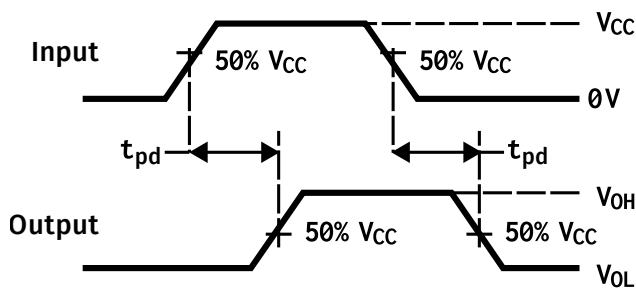 VCC
Input
50% VCC
50% VCC
0V
tpd
tpd
VOH
Output
50% VCC
50% VCC
VOL